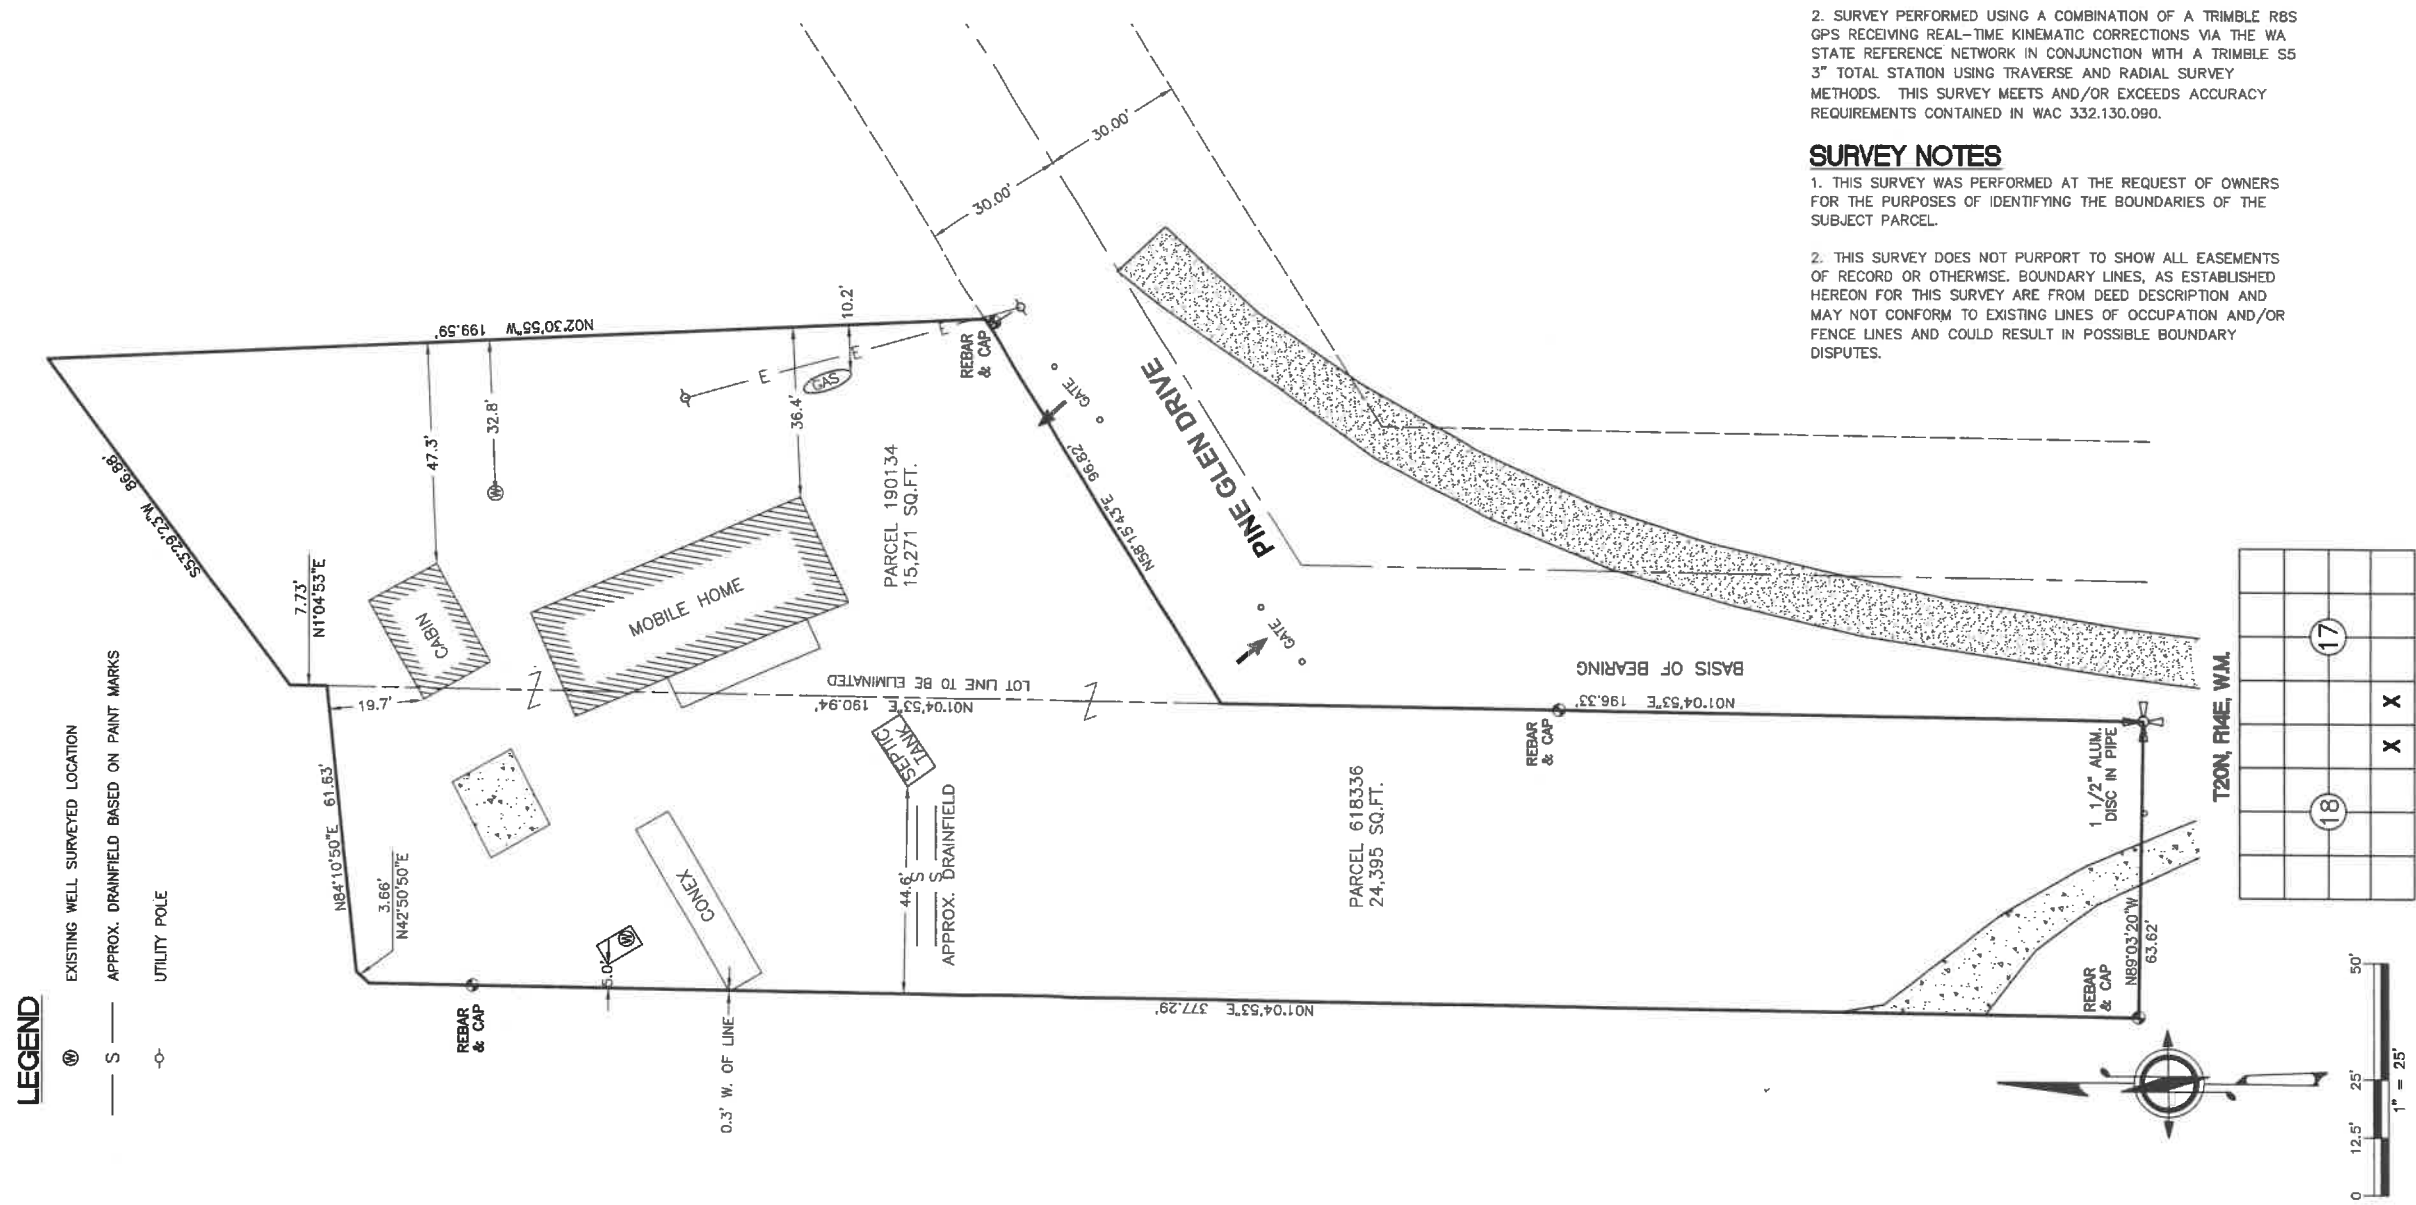 2. SURVEY PERFORMED USING A COMBINATION OF A TRIMBLE R8S
GPS RECEIVING REAL-TIME KINEMATIC CORRECTIONS VIA THE WA
STATE REFERENCE NETWORK IN CONJUNCTION WITH A TRIMBLE S5
3" TOTAL STATION USING TRAVERSE AND RADIAL SURVEY
METHODS. THIS SURVEY MEETS AND/OR EXCEEDS ACCURACY
REQUIREMENTS CONTAINED IN WAC 332.130.090.
SURVEY NOTES
1. THIS SURVEY WAS PERFORMED AT THE REQUEST OF OWNERS
FOR THE PURPOSES OF IDENTIFYING THE BOUNDARIES OF THE
SUBJECT PARCEL.
2. THIS SURVEY DOES NOT PURPORT TO SHOW ALL EASEMENTS
OF RECORD OR OTHERWISE. BOUNDARY LINES, AS ESTABLISHED
HEREON FOR THIS SURVEY ARE FROM DEED DESCRIPTION AND
MAY NOT CONFORM TO EXISTING LINES OF OCCUPATION AND/OR
FENCE LINES AND COULD RESULT IN POSSIBLE BOUNDARY
DISPUTES.
LEGEND
W EXISTING WELL SURVEYED LOCATION
S APPROX. DRAINFIELD BASED ON PAINT MARKS
UTILITY POLE
S53°29'23"W 86.88'
N02°30'55"W 199.59'
7.73'
N1°04'53"E
47.3'
32.8'
W
36.4'
10.2'
GAS
E
E
E
REBAR
& CAP
30.00'
30.00'
GATE
PINE GLEN DRIVE
N58°15'43"E 96.82'
GATE
PARCEL 190134
15,271 SQ.FT.
CABIN
MOBILE HOME
19.7'
LOT LINE TO BE ELIMINATED
N01°04'53"E 190.94'
N84°10'50"E 61.63'
3.66'
N42°50'50"E
REBAR
& CAP
5.0'
W
CONEX
0.3' W. OF LINE
SEPTIC
TANK
44.6'
S
S
APPROX. DRAINFIELD
PARCEL 618336
24,395 SQ.FT.
N01°04'53"E 377.29'
BASIS OF BEARING
N01°04'53"E 196.33'
REBAR
& CAP
1 1/2" ALUM.
DISC IN PIPE
N89°03'20"W
63.62'
REBAR
& CAP
T20N, R14E, W.M.
18
17
X
X
0
12.5'
25'
50'
1" = 25'